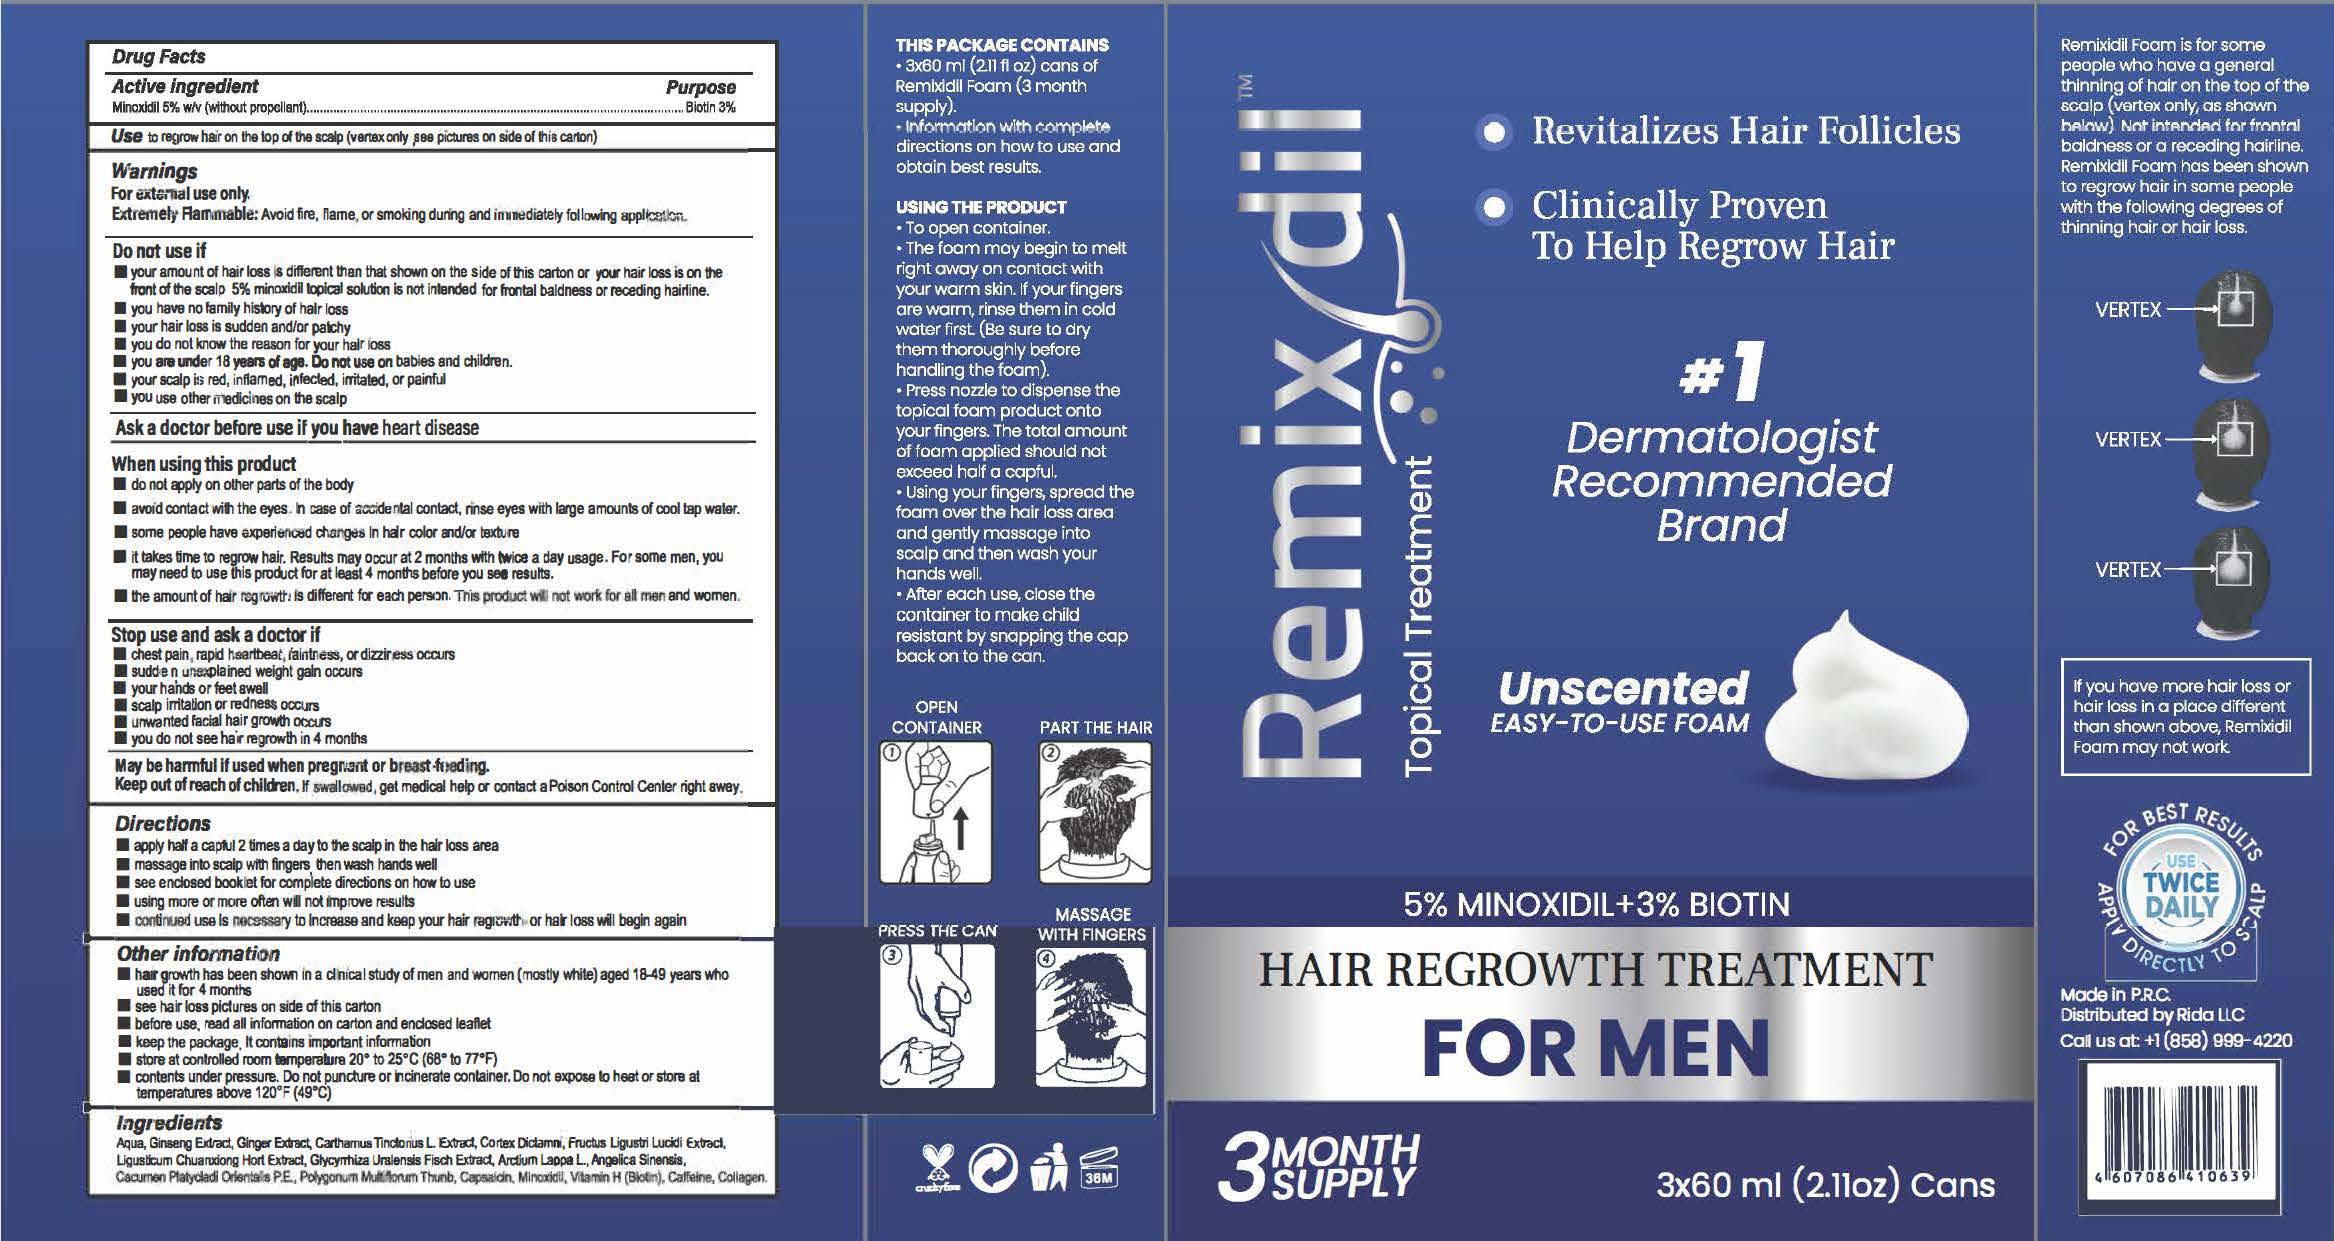 Drug Facts
Active ingredient Purpose
Minoxidil 5% w/v (without propellant)........Biotin 3%
Use to regrow hair on the top of the scalp (vertex only ,see pictures on side of this carton)
Warnings
For external use only.
Extremely Flammable: Avoid fire, flame, or smoking during and immediately following application.
Do not use if
■ your amount of hair loss is different than that shown on the side of this carton or your hair loss is on the
front of the scalp 5% minoxidil topical solution is not intended for frontal baldness or receding hairline.
■ you have no family history of hair loss
■ your hair loss is sudden and/or patchy
■ you do not know the reason for your hair loss
■ you are under 18 years of age. Do not use on babies and children.
■ your scalp is red, inflamed, infected, irritated, or painful
■ you use other medicines on the scalp
Ask a doctor before use if you have heart disease
When using this product
■ do not apply on other parts of the body
■ avoid contact with the eyes. In case of accidental contact, rinse eyes with large amounts of cool tap water.
■ some people have experienced changes in hair color and/or texture
■ it takes time to regrow hair. Results may occur at 2 months with twice a day usage. For some men, you
may need to use this product for at least 4 months before you see results.
■ the amount of hair regrowth is different for each person. This product will not work for all men and women.
Stop use and ask a doctor if
■ chest pain, rapid heartbeat, faintness, or dizziness occurs
■ sudden unexplained weight gain occurs
■ your hands or feet swell
■ scalp irritation or redness occurs
■ unwanted facial hair growth occurs
■ you do not see hair regrowth in 4 months
May be harmful if used when pregnant or breast-feeding.
Keep out of reach of children. If swallowed, get medical help or contact a Poison Control Center right away.
Directions
■ apply half a capful 2 times a day to the scalp in the hair loss area
■ massage into scalp with fingers, then wash hands well
■ see enclosed booklet for complete directions on how to use
■ using more or more often will not improve results
■ continued use is necessary to increase and keep your hair regrowth or hair loss will begin again
Other information
■ hair growth has been shown in a clinical study of men and women (mostly white) aged 18-49 years who
used it for 4 months
■ see hair loss pictures on side of this carton
■ before use, read all information on carton and enclosed leaflet
■ keep the package. It contains important information
■ store at controlled room temperature 20° to 25°C (68° to 77°F)
■ contents under pressure. Do not puncture or incinerate container. Do not expose to heat or store at
temperatures above 120°F (49°C)
Ingredients
Aqua, Ginseng Extract, Ginger Extract, Carthamus Tinctorius L. Extract, Cortex Dictamni, Fructus Ligustri Lucidi Extract,
Ligusticum Chuanxiong Hort Extract, Glycyrrhiza Uralensis Fisch Extract, Arctium Lappa L., Angelica Sinensis,
Cacumen Platycladi Orientalis P.E., Polygonum Multiflorum Thunb, Capsaicin, Minoxidil, Vitamin H (Biotin), Caffeine, Collagen.
THIS PACKAGE CONTAINS
• 3x60 ml (2.11 fl oz) cans of
Remixidil Foam (3 month
supply).
• Information with complete
directions on how to use and
obtain best results.
USING THE PRODUCT
• To open container.
• The foam may begin to melt
right away on contact with
your warm skin. If your fingers
are warm, rinse them in cold
water first. (Be sure to dry
them thoroughly before
handling the foam).
• Press nozzle to dispense the
topical foam product onto
your fingers. The total amount
of foam applied should not
exceed half a capful.
• Using your fingers, spread the
foam over the hair loss area
and gently massage into
scalp and then wash your
hands well.
• After each use, close the
container to make child
resistant by snapping the cap
back on to the can.
OPEN
CONTAINER
1
PART THE HAIR
2
PRESS THE CAN
3
MASSAGE
WITH FINGERS
4
cruelty free
36M
Remixidil™
Topical Treatment
Revitalizes Hair Follicles
Clinically Proven
To Help Regrow Hair
#1
Dermatologist
Recommended
Brand
Unscented
EASY-TO-USE FOAM
5% MINOXIDIL+3% BIOTIN
HAIR REGROWTH TREATMENT
FOR MEN
3 MONTH
SUPPLY
3x60 ml (2.11oz) Cans
Remixidil Foam is for some
people who have a general
thinning of hair on the top of the
scalp (vertex only, as shown
below). Not intended for frontal
baldness or a receding hairline.
Remixidil Foam has been shown
to regrow hair in some people
with the following degrees of
thinning hair or hair loss.
VERTEX
VERTEX
VERTEX
If you have more hair loss or
hair loss in a place different
than shown above, Remixidil
Foam may not work.
FOR BEST RESULTS
USE
TWICE
DAILY
APPLY DIRECTLY TO SCALP
Made in P.R.C.
Distributed by Rida LLC
Call us at: +1 (858) 999-4220
4 607086 410639